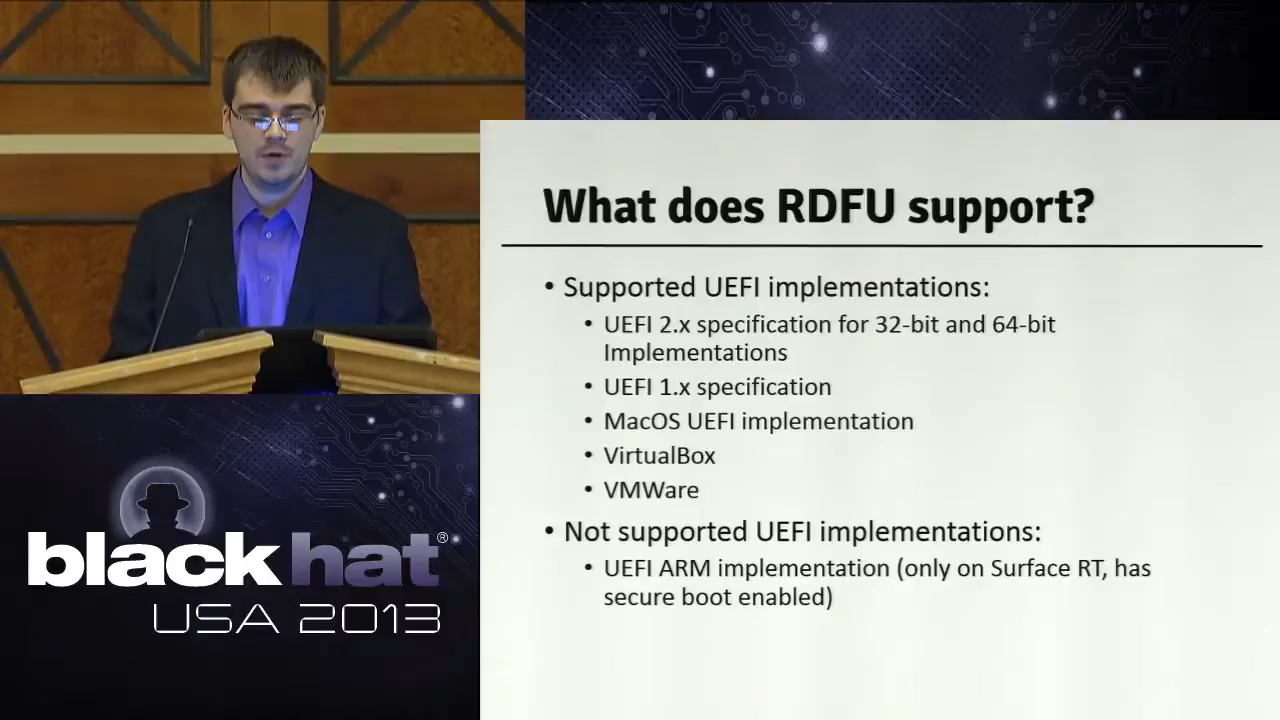 What does RDFU support?
• Supported UEFI implementations:
• UEFI 2.x specification for 32-bit and 64-bit
Implementations
• UEFI 1.x specification
• MacOS UEFI implementation
• VirtualBox
• VMWare
• Not supported UEFI implementations:
• UEFI ARM implementation (only on Surface RT, has
secure boot enabled)
blackhat®
USA 2013